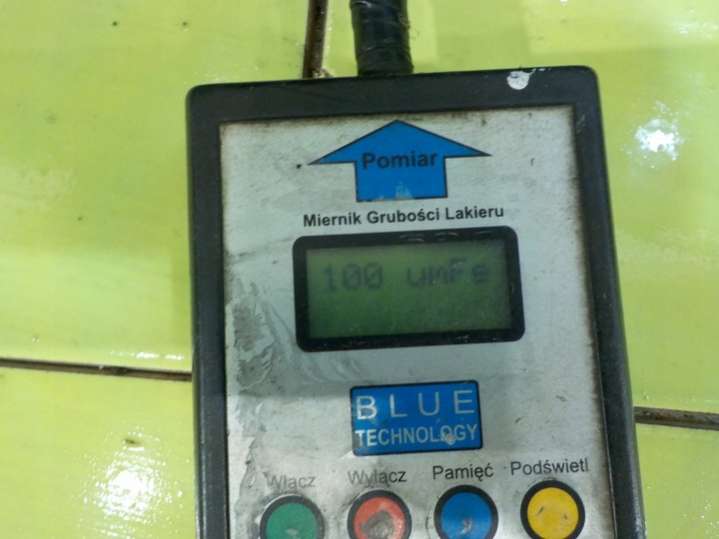 Pomiar
Miernik Grubości Lakieru
100 umFe
BLUE
TECHNOLOGY
Włącz Wyłącz Pamięć Podświetl